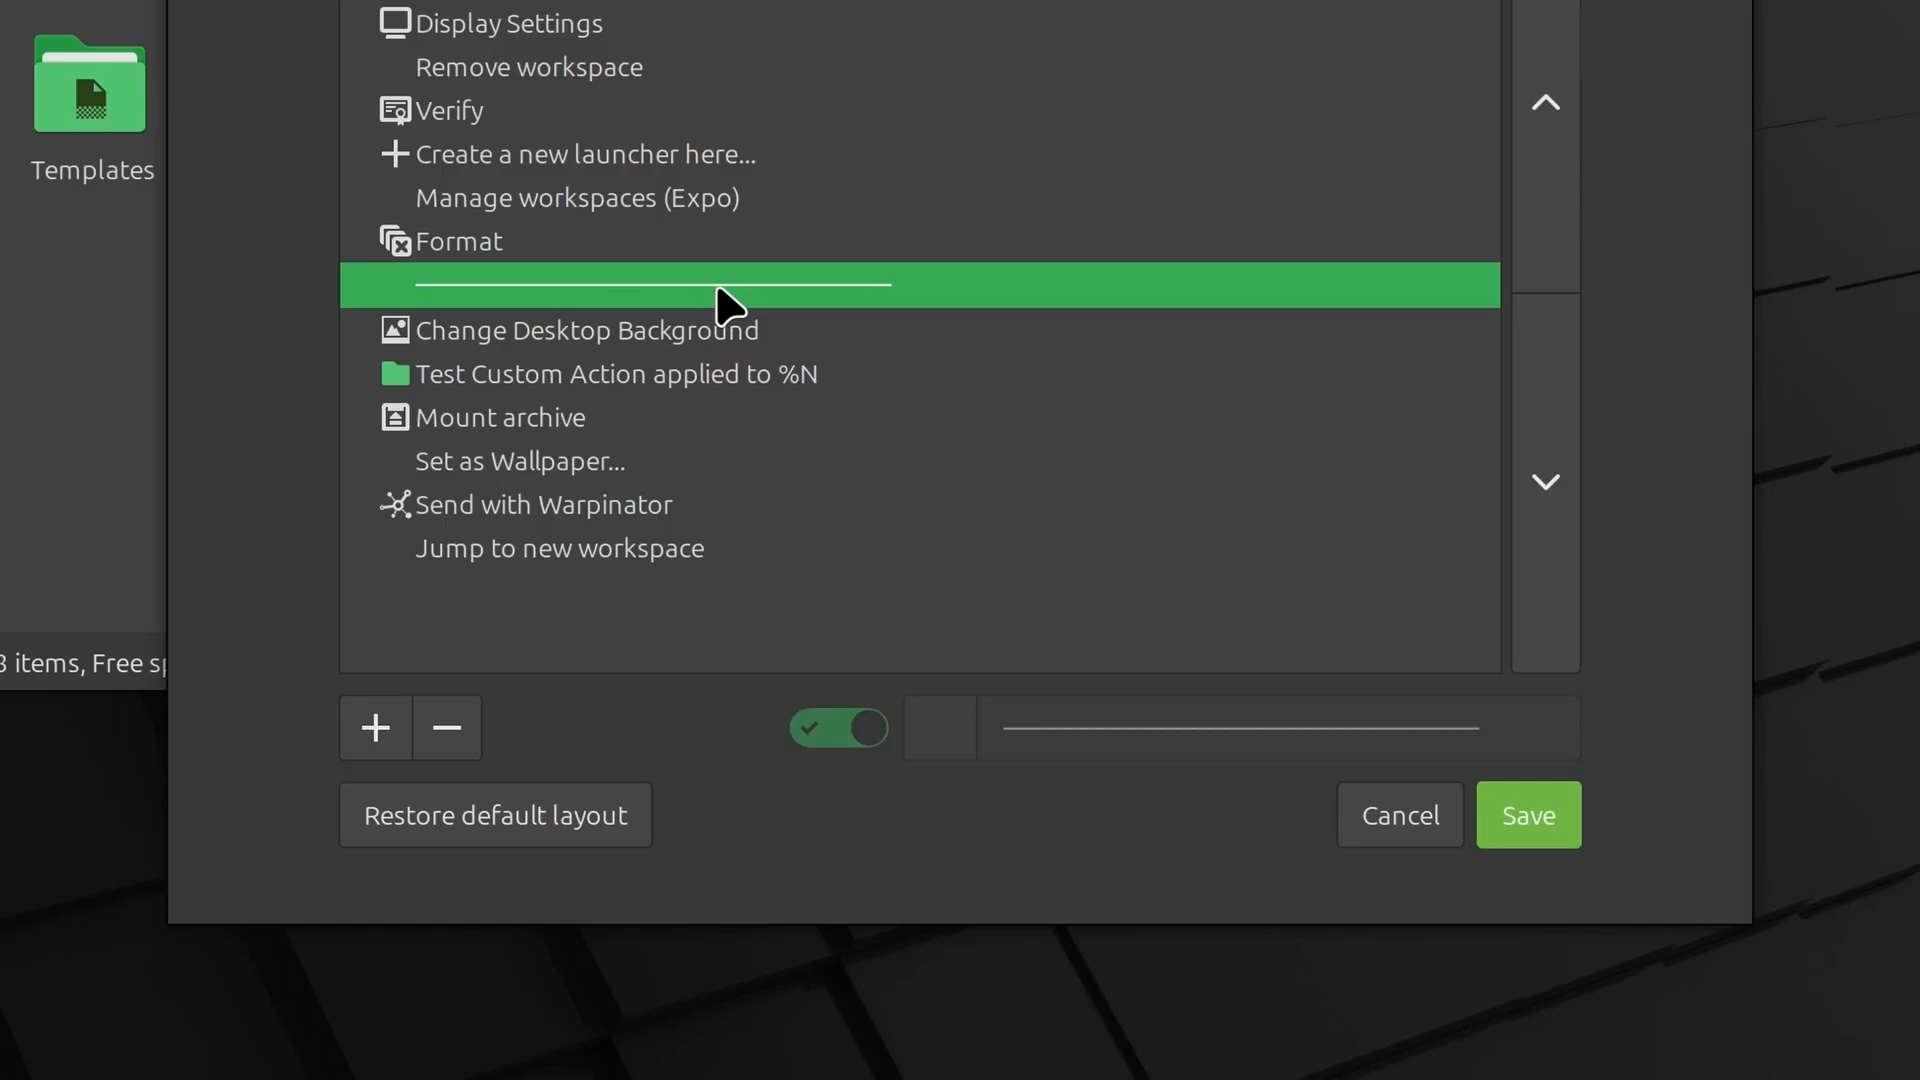 Display Settings
Remove workspace
Verify
Templates
Create a new launcher here...
Manage workspaces (Expo)
Format
Change Desktop Background
Test Custom Action applied to %N
Mount archive
Set as Wallpaper...
Send with Warpinator
Jump to new workspace
items, Free
Restore default layout
Cancel
Save